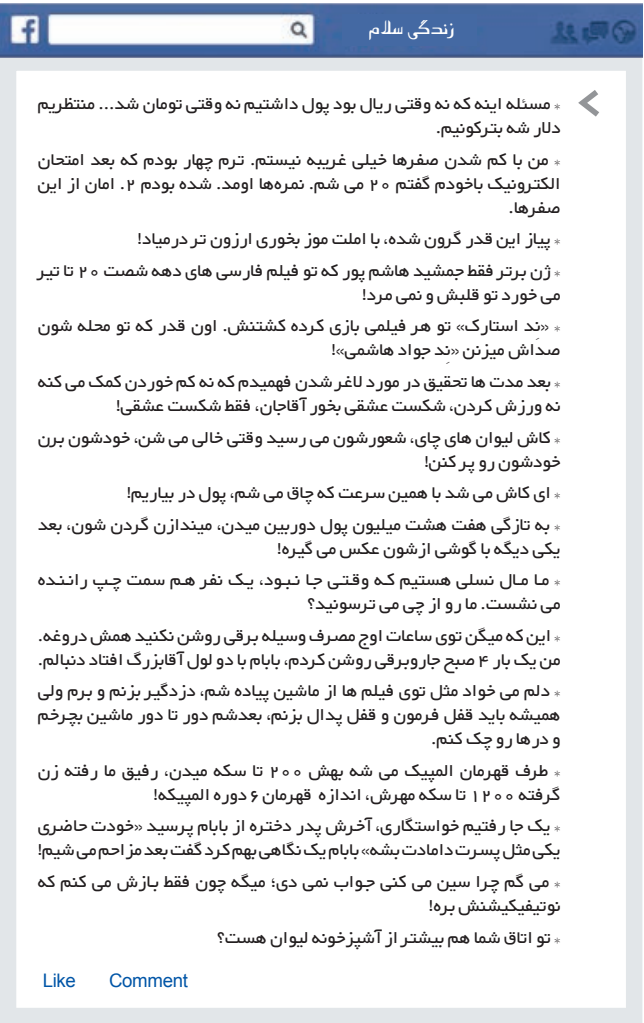 زندگی سلام
* مسئله اینه که نه وقتی ریال بود پول داشتیم نه وقتی تومان شد... منتظریم
دلار شه بترکونیم.
* من با کم شدن صفرها خیلی غریبه نیستم. ترم چهار بودم که بعد امتحان
الکترونیک باخودم گفتم ۲۰ می شم. نمره‌ها اومد. شده بودم ۲. امان از این
صفرها.
* پیاز این قدر گرون شده، با املت موز بخوری ارزون تر درمیاد!
* ژن برتر فقط جمشید هاشم پور که تو فیلم فارسی های دهه شصت ۲۰ تا تیر
می خورد تو قلبش و نمی مرد!
* «نِد استارک» تو هر فیلمی بازی کرده کشتنش. اون قدر که تو محله شون
صداش میزنن «نِد جواد هاشمی»!
* بعد مدت ها تحقیق در مورد لاغرشدن فهمیدم که نه کم خوردن کمک می کنه
نه ورزش کردن، شکست عشقی بخور آقاجان، فقط شکست عشقی!
* کاش لیوان های چای، شعورشون می رسید وقتی خالی می شن، خودشون برن
خودشون رو پر کنن!
* ای کاش می شد با همین سرعت که چاق می شم، پول در بیاریم!
* به تازگی هفت هشت میلیون پول دوربین میدن، میندازن گردن شون، بعد
یکی دیگه با گوشی ازشون عکس می گیره!
* ما مال نسلی هستیم که وقتی جا نبود، یک نفر هم سمت چپ راننده
می نشست. ما رو از چی می ترسونید؟
* این که میگن توی ساعات اوج مصرف وسیله برقی روشن نکنید همش دروغه.
من یک بار ۴ صبح جاروبرقی روشن کردم، بابام با دو لول آقابزرگ افتاد دنبالم.
* دلم می خواد مثل توی فیلم ها از ماشین پیاده شم، دزدگیر بزنم و برم ولی
همیشه باید قفل فرمون و قفل پدال بزنم، بعدشم دور تا دور ماشین بچرخم
و درها رو چک کنم.
* طرف قهرمان المپیک می شه بهش ۲۰۰ تا سکه میدن، رفیق ما رفته زن
گرفته ۱۲۰۰ تا سکه مهرش، اندازه قهرمان ۶ دوره المپیکه!
* یک جا رفتیم خواستگاری، آخرش پدر دختره از بابام پرسید «خودت حاضری
یکی مثل پسرت دامادت بشه» بابام یک نگاهی بهم کرد گفت بعد مزاحم می شیم!
* می گم چرا سین می کنی جواب نمی دی؛ میگه چون فقط بازش می کنم که
نوتیفیکیشنش بره!
* تو اتاق شما هم بیشتر از آشپزخونه لیوان هست؟
Like Comment